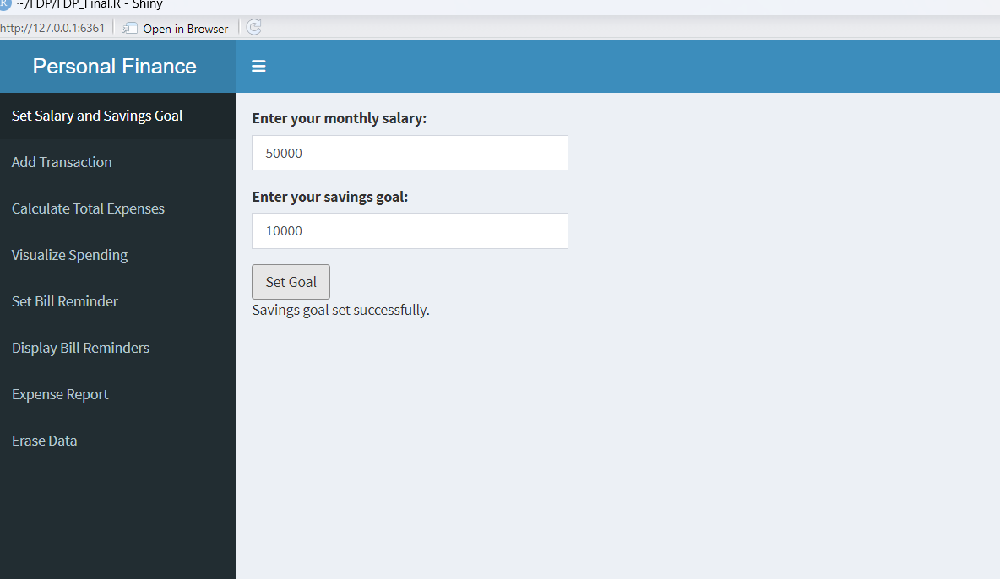 R ~/FDP/FDP_Final.R - Shiny
http://127.0.0.1:6361 Open in Browser
Personal Finance
Set Salary and Savings Goal
Add Transaction
Calculate Total Expenses
Visualize Spending
Set Bill Reminder
Display Bill Reminders
Expense Report
Erase Data
Enter your monthly salary:
50000
Enter your savings goal:
10000
Set Goal
Savings goal set successfully.